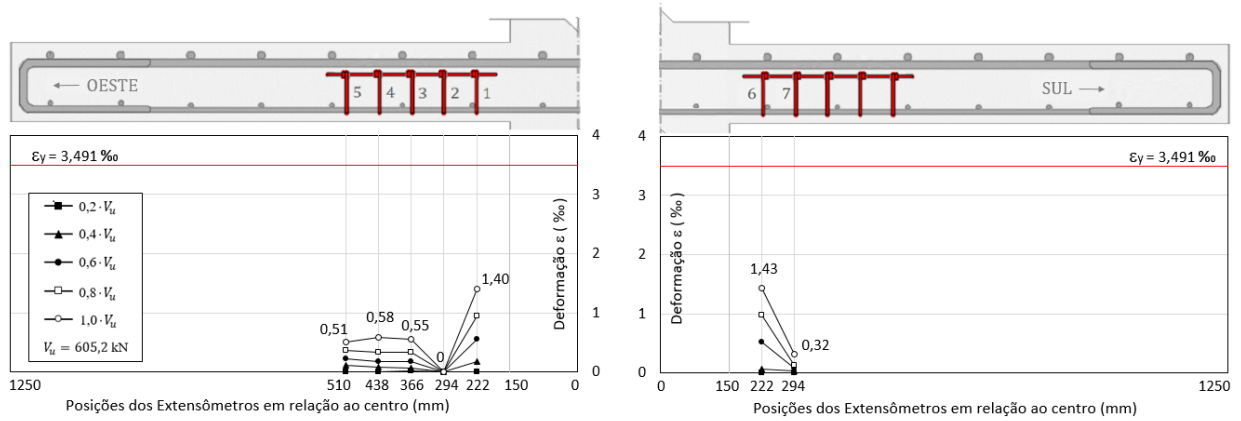 ← OESTE
5 4 3 2 1
εy = 3,491 ‰
0,2·Vu
0,4·Vu
0,6·Vu
0,8·Vu
1,0·Vu
Vu = 605,2 kN
0,51
0,58
0,55
0
1,40
4
3
2
1
0
Deformação ε ( ‰)
1250 510 438 366 294 222 150 0
Posições dos Extensômetros em relação ao centro (mm)
6 7
SUL →
εy = 3,491 ‰
4
3
2
1
0
Deformação ε ( ‰)
1,43
0,32
0 150 222 294 1250
Posições dos Extensômetros em relação ao centro (mm)